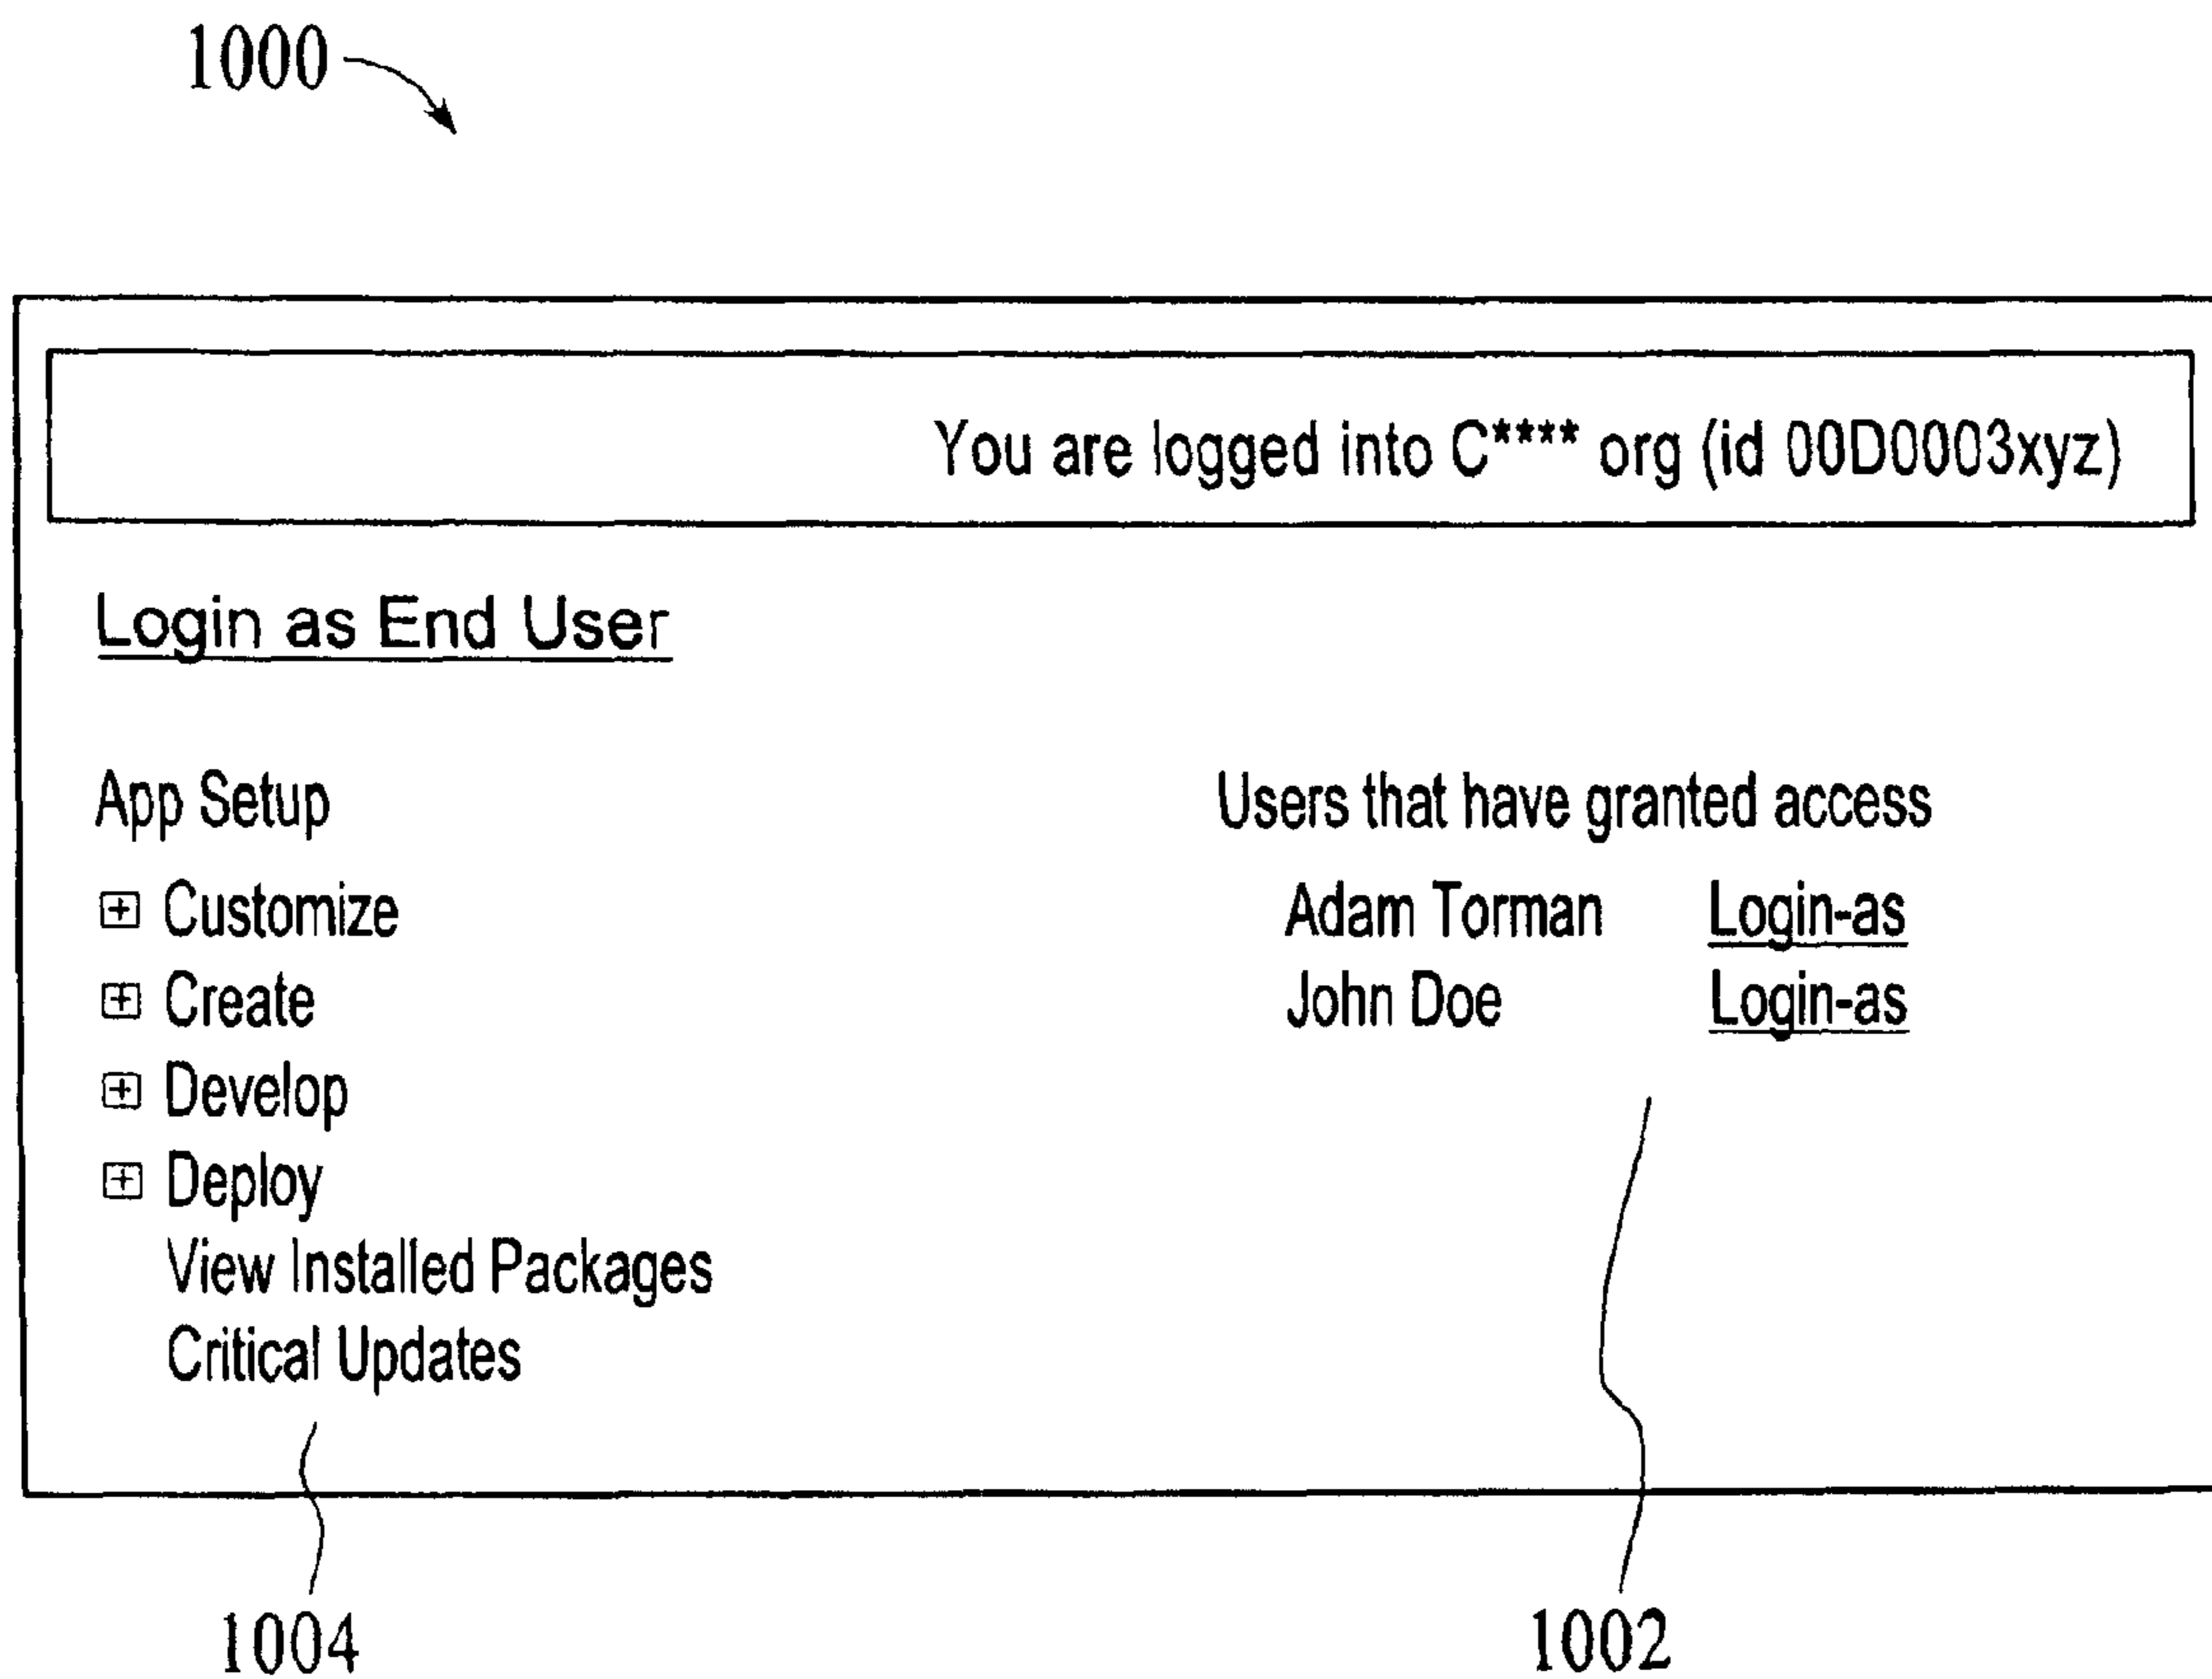 1000
You are logged into C**** org (id 00D0003xyz)
Login as End User
App Setup
Customize
Create
Develop
Deploy
View Installed Packages
Critical Updates
Users that have granted access
Adam Torman Login-as
John Doe Login-as
1004
1002